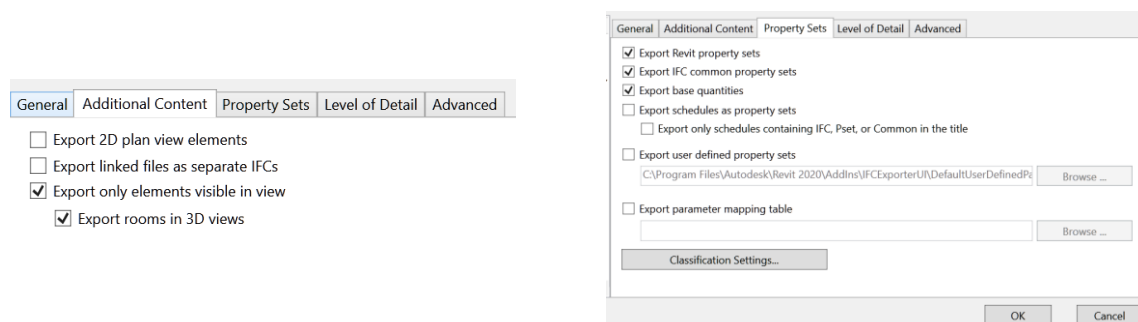 General Additional Content Property Sets Level of Detail Advanced
Export 2D plan view elements
Export linked files as separate IFCs
Export only elements visible in view
Export rooms in 3D views
General Additional Content Property Sets Level of Detail Advanced
Export Revit property sets
Export IFC common property sets
Export base quantities
Export schedules as property sets
Export only schedules containing IFC, Pset, or Common in the title
Export user defined property sets
C:\Program Files\Autodesk\Revit 2020\AddIns\IFCExporterUI\DefaultUserDefinedPa Browse ...
Export parameter mapping table
Browse ...
Classification Settings...
OK Cancel